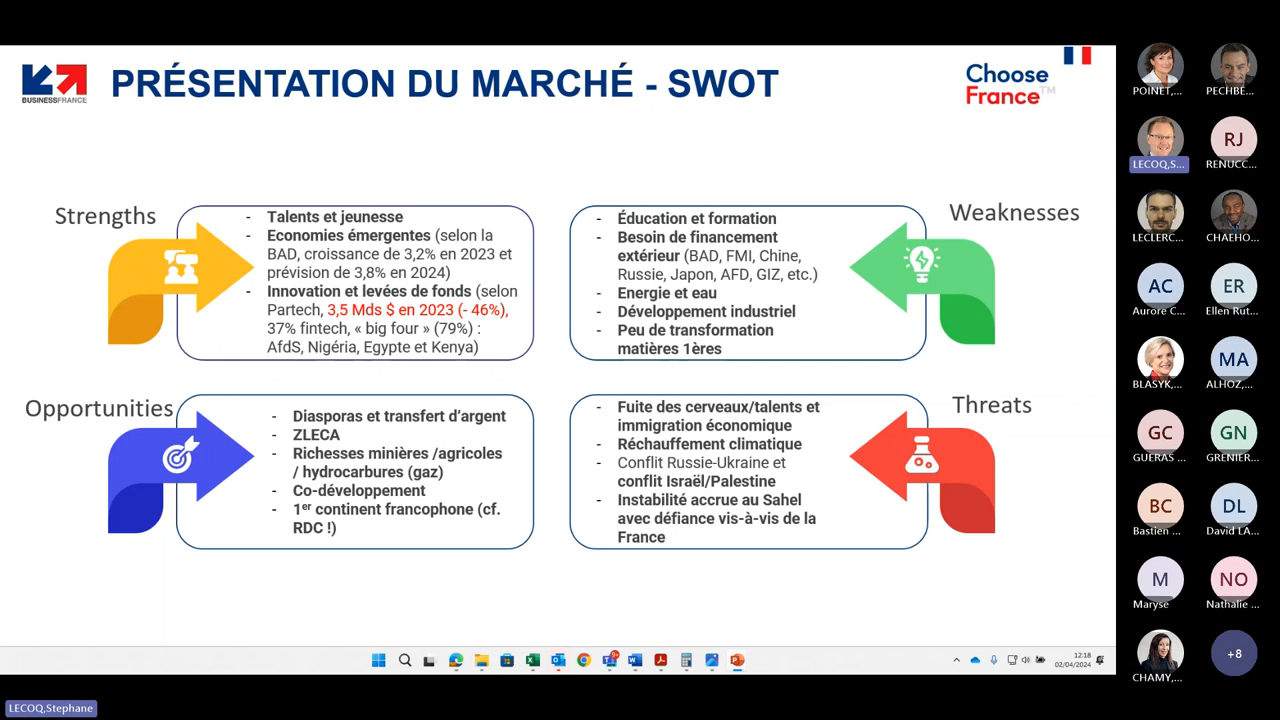 BUSINESSFRANCE
PRÉSENTATION DU MARCHÉ - SWOT
Choose
France™
Strengths
- Talents et jeunesse
- Economies émergentes (selon la
BAD, croissance de 3,2% en 2023 et
prévision de 3,8% en 2024)
- Innovation et levées de fonds (selon
Partech, 3,5 Mds $ en 2023 (- 46%),
37% fintech, « big four » (79%) :
AfdS, Nigéria, Egypte et Kenya)
Weaknesses
- Éducation et formation
- Besoin de financement
extérieur (BAD, FMI, Chine,
Russie, Japon, AFD, GIZ, etc.)
- Energie et eau
- Développement industriel
- Peu de transformation
matières 1ères
Opportunities
- Diasporas et transfert d'argent
- ZLECA
- Richesses minières /agricoles
/ hydrocarbures (gaz)
- Co-développement
- 1er continent francophone (cf.
RDC !)
Threats
- Fuite des cerveaux/talents et
immigration économique
- Réchauffement climatique
- Conflit Russie-Ukraine et
conflit Israël/Palestine
- Instabilité accrue au Sahel
avec défiance vis-à-vis de la
France
12:18
02/04/2024
POINET,...
PECHBE...
LECOQ,S...
RJ
RENUCC...
LECLERC...
CHAEHO...
AC
Aurore C...
ER
Ellen Rut...
BLASYK,...
MA
ALHOZ,...
GC
GUERAS ...
GN
GRENIER...
BC
Bastien ...
DL
David LA...
M
Maryse
NO
Nathalie ...
CHAMY,...
+8
LECOQ,Stephane